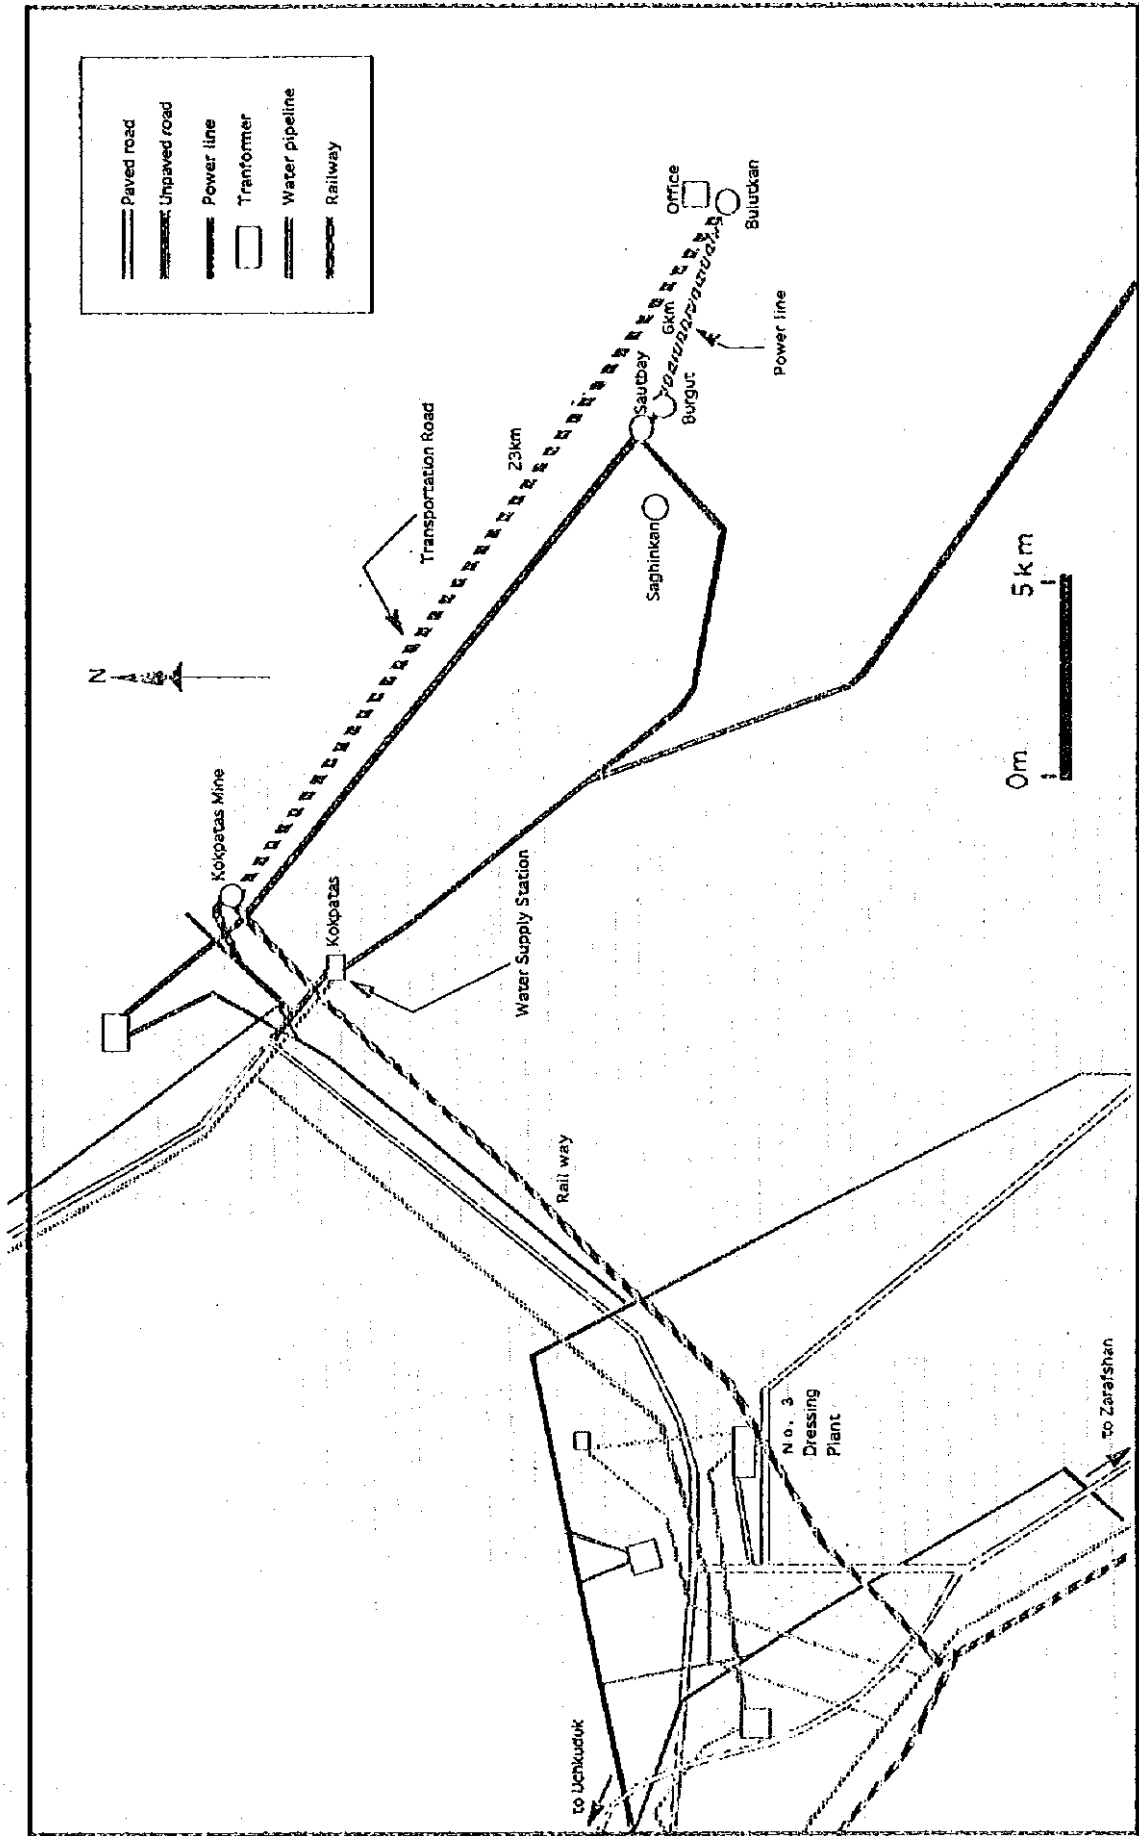 Paved road
Unpaved road
Power line
Tranformer
Water pipeline
Railway
N
Kokpatas Mine
Kokpatas
Water Supply Station
Transportation Road
23km
Office
Bulutkan
6km
Sautbay
Burgut
Power line
Saghinkan
Rail way
No. 3
Dressing
Plant
to Uchkuduk
to Zarafshan
0m
5km